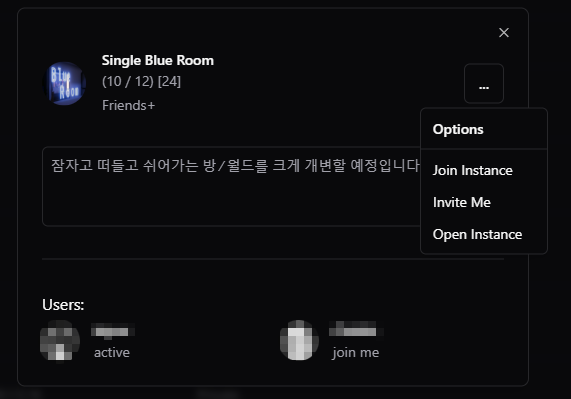 Single Blue Room
(10 / 12) [24]
Friends+
Blue Room
...
Options
Join Instance
Invite Me
Open Instance
잠자고 떠들고 쉬어가는 방 ⁄ 월드를 크게 개변할 예정입니다
Users:
active
join me